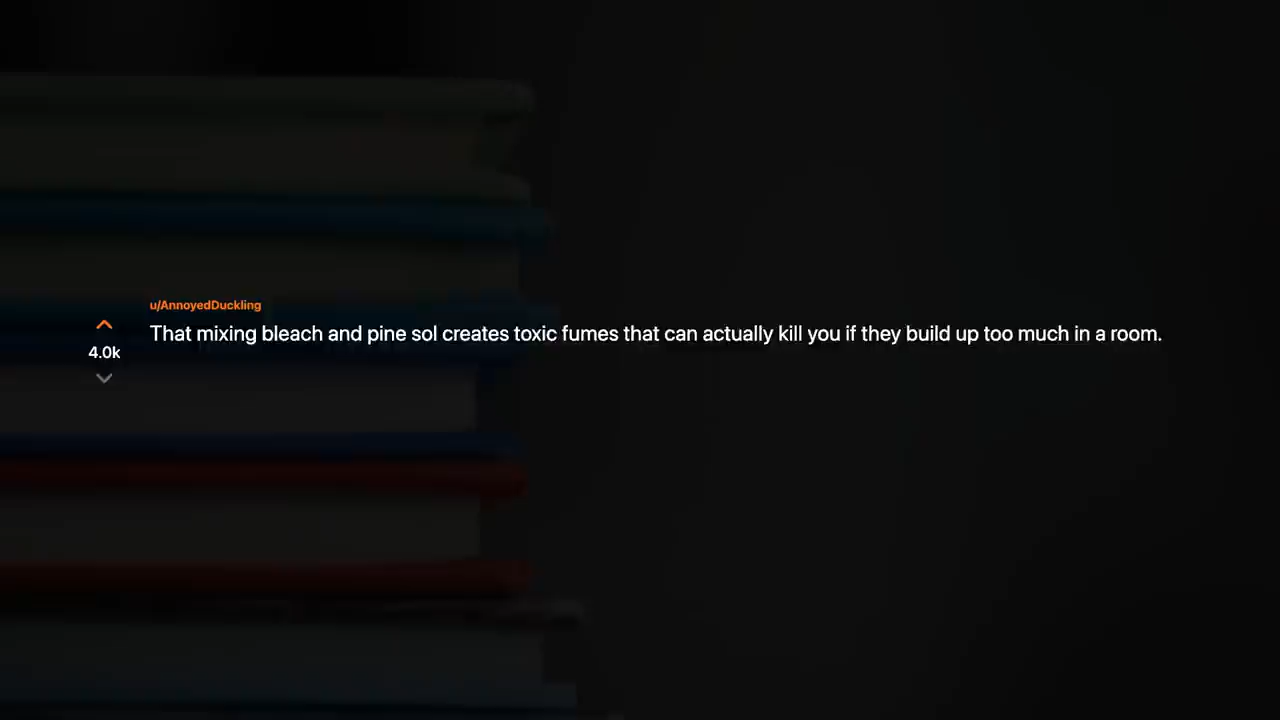 u/AnnoyedDuckling
4.0k
That mixing bleach and pine sol creates toxic fumes that can actually kill you if they build up too much in a room.